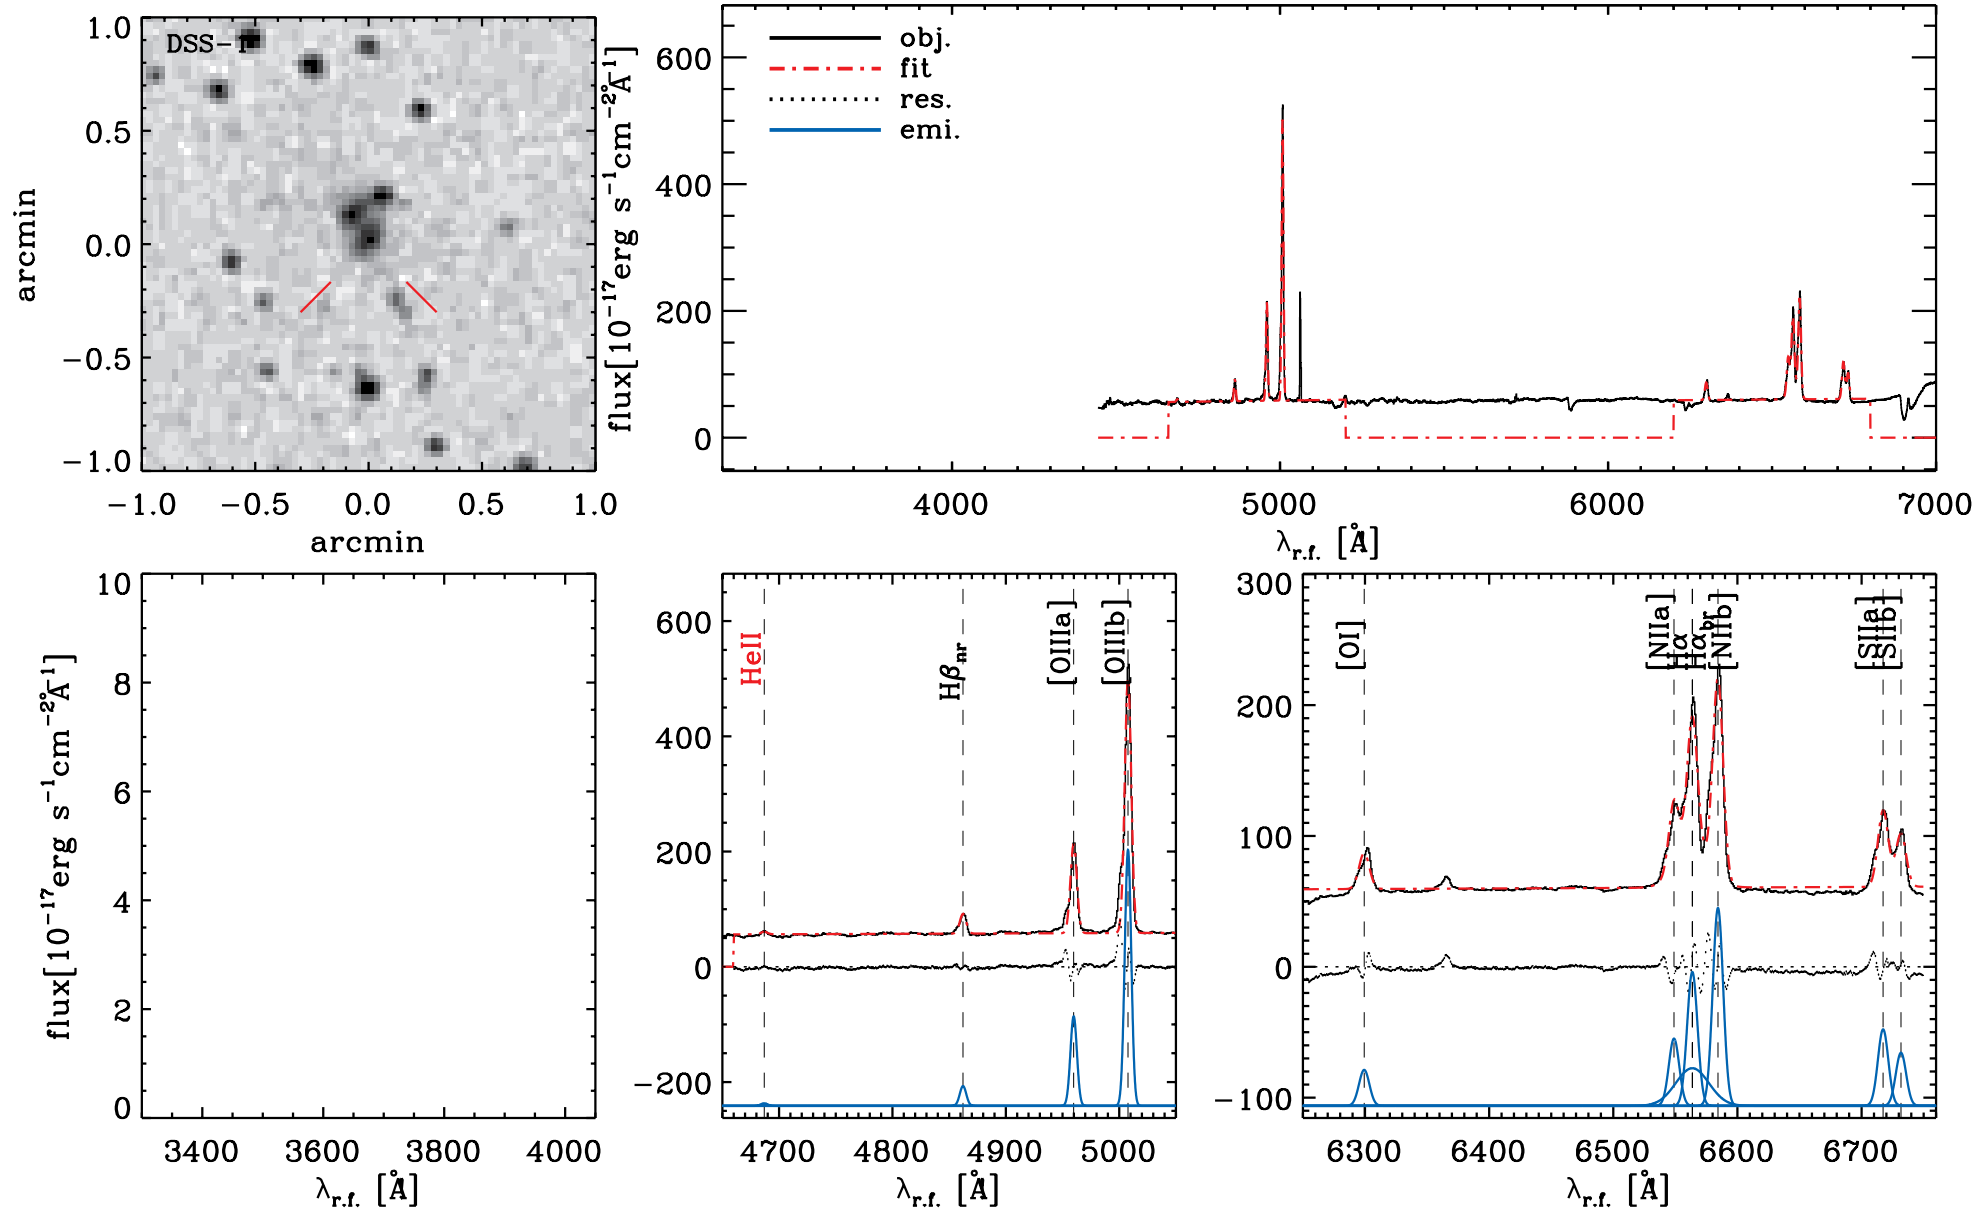 DSS-1
1.0
0.5
0.0
-0.5
-1.0
arcmin
-1.0 -0.5 0.0 0.5 1.0
arcmin
obj.
fit
res.
emi.
flux[10⁻¹⁷erg s⁻¹cm⁻²Å⁻¹]
600
400
200
0
4000 5000 6000 7000
λr.f. [Å]
flux[10⁻¹⁷erg s⁻¹cm⁻²Å⁻¹]
10
8
6
4
2
0
3400 3600 3800 4000
λr.f. [Å]
600
400
200
0
-200
HeII
Hβnr
[OIIIa]
[OIIIb]
4700 4800 4900 5000
λr.f. [Å]
300
200
100
0
-100
[OI]
[NIIa]
Hα
Hαbr
[NIIb]
[SIIa]
[SIIb]
6300 6400 6500 6600 6700
λr.f. [Å]